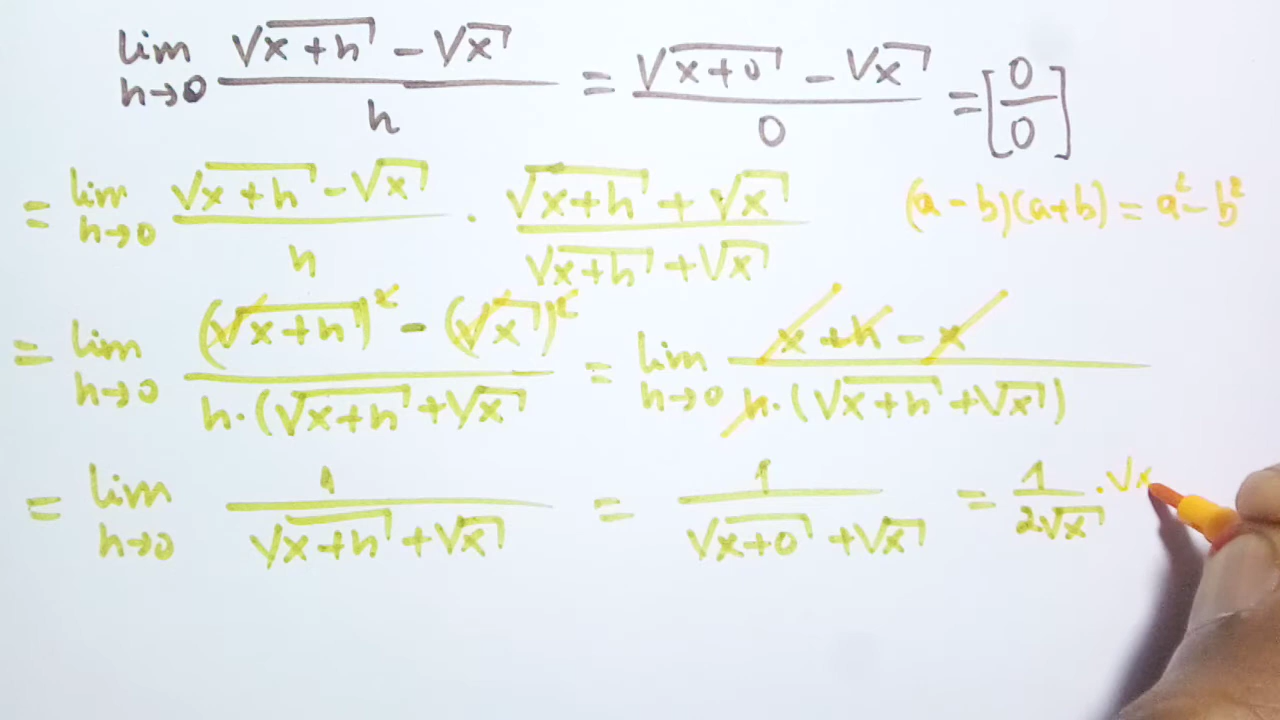 lim h→0 (√(x+h) - √x)/h = (√(x+0) - √x)/0 = [0/0]
= lim h→0 (√(x+h) - √x)/h · (√(x+h) + √x)/(√(x+h) + √x) (a-b)(a+b) = a² - b²
= lim h→0 ((√(x+h))² - (√x)²)/(h·(√(x+h) + √x)) = lim h→0 (x+h-x)/(h·(√(x+h) + √x))
= lim h→0 1/(√(x+h) + √x) = 1/(√(x+0) + √x) = 1/(2√x) · √x